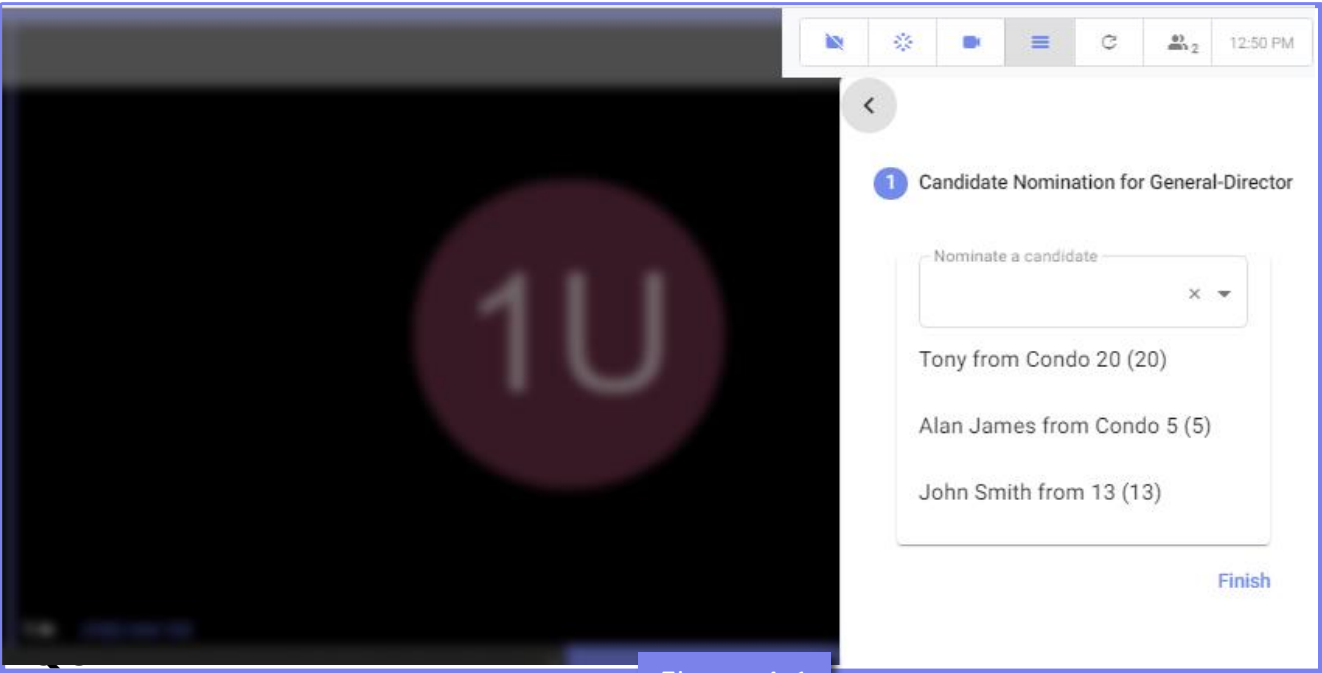 2
12:50 PM
1U
1
Candidate Nomination for General-Director
Nominate a candidate
Tony from Condo 20 (20)
Alan James from Condo 5 (5)
John Smith from 13 (13)
Finish